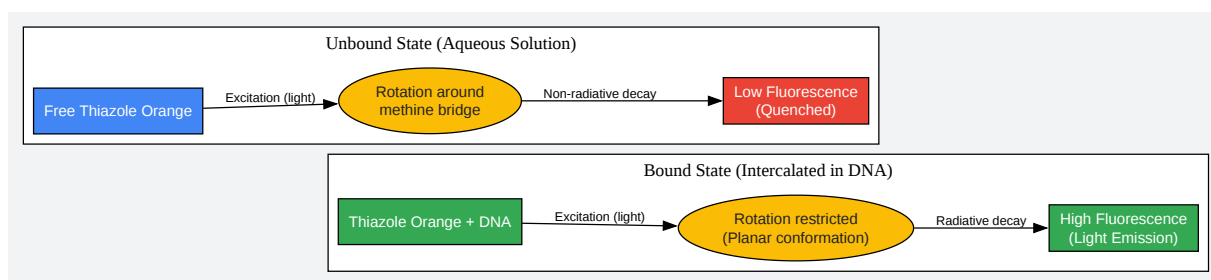 Unbound State (Aqueous Solution)
Free Thiazole Orange
Excitation (light)
Rotation around
methine bridge
Non-radiative decay
Low Fluorescence
(Quenched)
Bound State (Intercalated in DNA)
Thiazole Orange + DNA
Excitation (light)
Rotation restricted
(Planar conformation)
Radiative decay
High Fluorescence
(Light Emission)